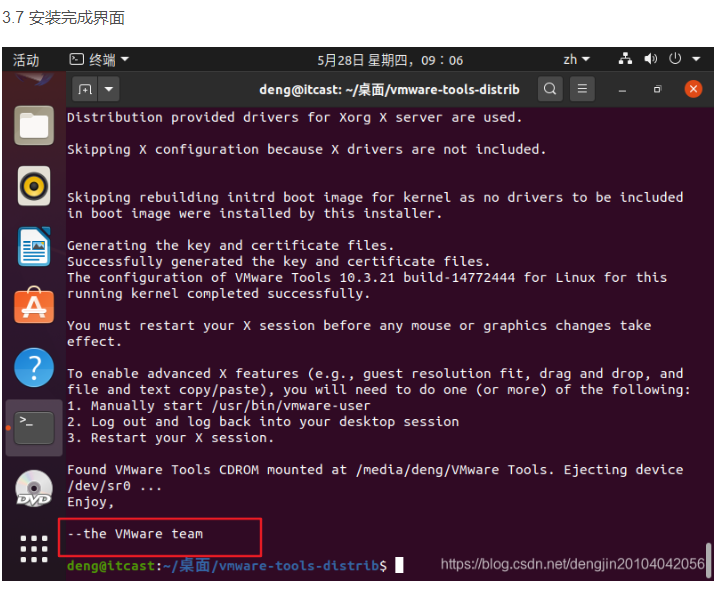 3.7 安装完成界面
活动 终端 5月28日 星期四，09：06 zh
deng@itcast: ~/桌面/vmware-tools-distrib
Distribution provided drivers for Xorg X server are used.
Skipping X configuration because X drivers are not included.
Skipping rebuilding initrd boot image for kernel as no drivers to be included
in boot image were installed by this installer.
Generating the key and certificate files.
Successfully generated the key and certificate files.
The configuration of VMware Tools 10.3.21 build-14772444 for Linux for this
running kernel completed successfully.
You must restart your X session before any mouse or graphics changes take
effect.
To enable advanced X features (e.g., guest resolution fit, drag and drop, and
file and text copy/paste), you will need to do one (or more) of the following:
1. Manually start /usr/bin/vmware-user
2. Log out and log back into your desktop session
3. Restart your X session.
Found VMware Tools CDROM mounted at /media/deng/VMware Tools. Ejecting device
/dev/sr0 ...
Enjoy,
--the VMware team
deng@itcast:~/桌面/vmware-tools-distrib$
https://blog.csdn.net/dengjin20104042056
DVD